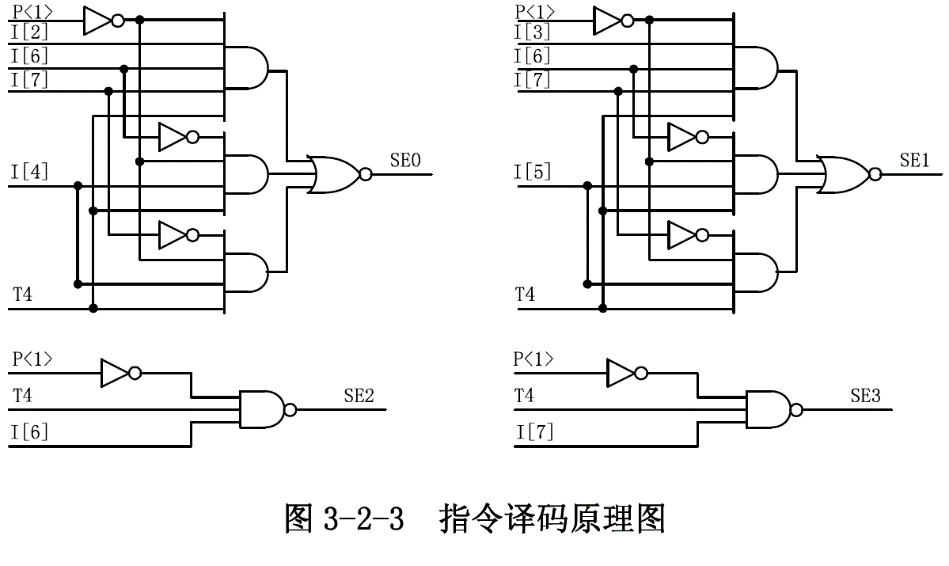 P<1>
I[2]
I[6]
I[7]
I[4]
T4
SE0
P<1>
I[3]
I[6]
I[7]
I[5]
T4
SE1
P<1>
T4
I[6]
SE2
P<1>
T4
I[7]
SE3
图 3-2-3 指令译码原理图